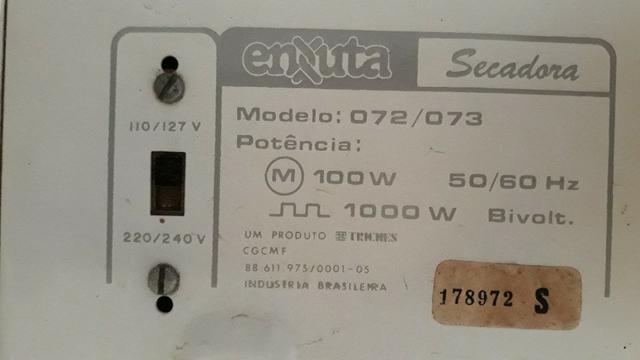 enxuta
Secadora
110/127 V
220/240 V
Modelo: 072/073
Potência:
M 100W 50/60 Hz
1000 W Bivolt.
UM PRODUTO TRICHES
CGCMF
88 611 975/0001-05
INDUSTRIA BRASILEIRA
178972 S